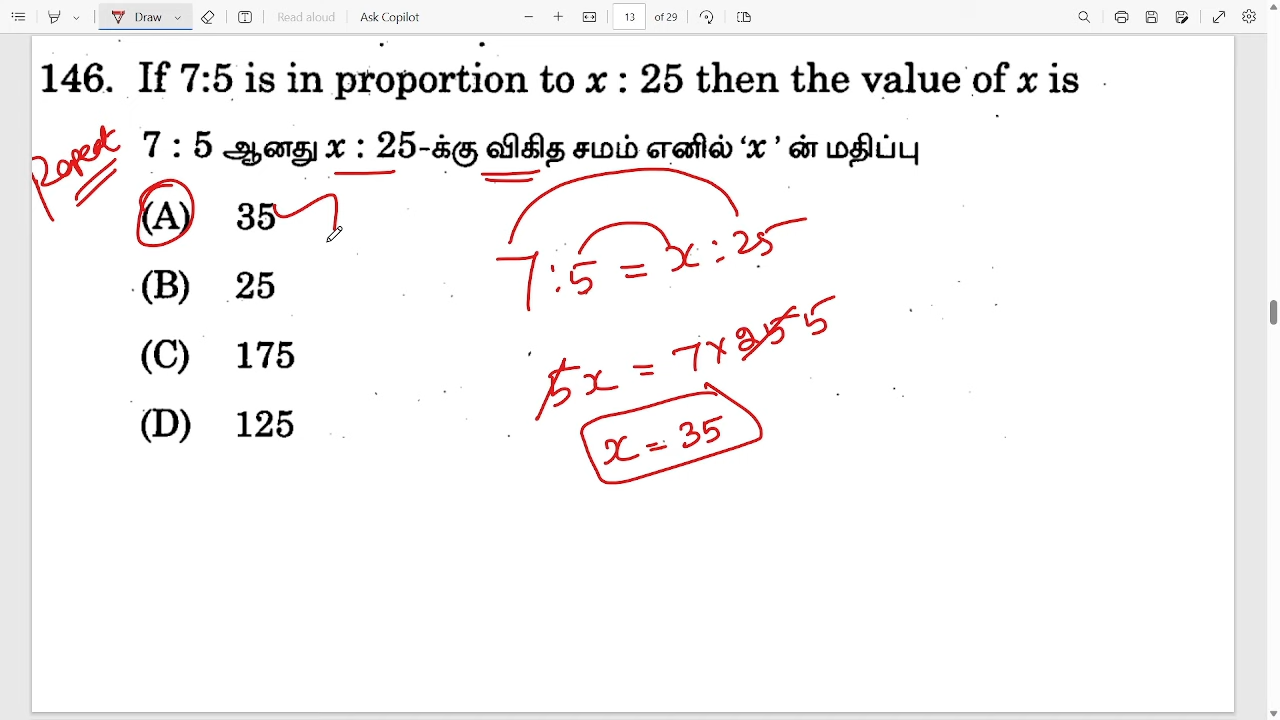 Draw Read aloud Ask Copilot 13 of 29
146. If 7:5 is in proportion to x : 25 then the value of x is
Repeat
7 : 5 ஆனது x : 25-க்கு விகித சமம் எனில் 'x' ன் மதிப்பு
(A) 35
7 : 5 = x : 25
(B) 25
5x = 7 x 25 5
(C) 175
(D) 125
x = 35